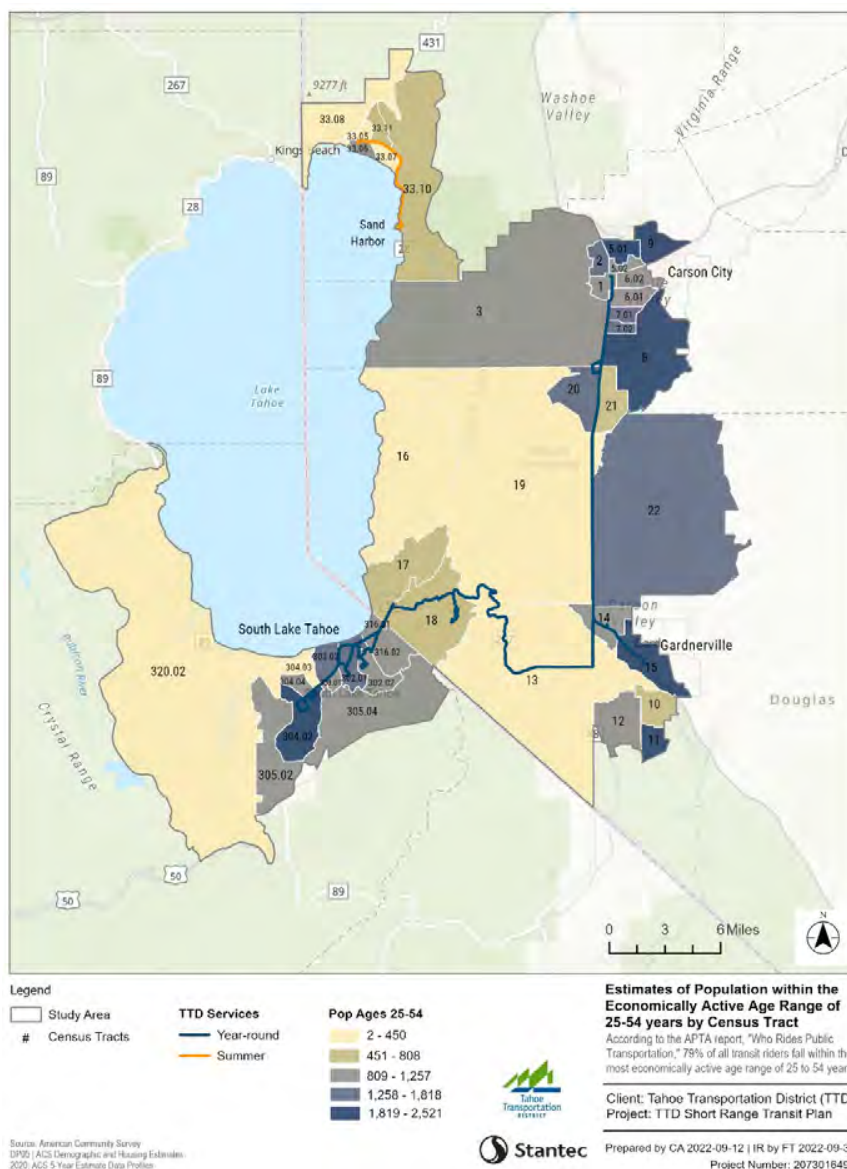 431
267
9277 ft
Washoe
Valley
Virginia Range
33.08
33.11
33.05
33.06
33.07
89
28
33.10
Sand
Harbor
9
5.01
2
5.02
Carson City
6.02
1
6.01
7.01
7.02
3
8
89
20
21
Lake
Tahoe
16
19
22
17
18
14
South Lake Tahoe
316.01
Gardnerville
15
316.02
320.02
304.03
304.04
302.02
13
10
Douglas
305.04
12
11
304.02
305.02
Crystal Range
50
50
89
N
0 3 6 Miles
Legend
Study Area
# Census Tracts
TTD Services
Year-round
Summer
Pop Ages 25-54
2 - 450
451 - 808
809 - 1,257
1,258 - 1,818
1,819 - 2,521
Tahoe
Transportation
DISTRICT
Stantec
Estimates of Population within the
Economically Active Age Range of
25-54 years by Census Tract
According to the APTA report, "Who Rides Public
Transportation," 79% of all transit riders fall within the
most economically active age range of 25 to 54 year
Client: Tahoe Transportation District (TTD
Project: TTD Short Range Transit Plan
Prepared by CA 2022-09-12 | IR by FT 2022-09-3
Project Number: 207301649
Source: American Community Survey
DP05 | ACS Demographic and Housing Estimates
2020: ACS 5-Year Estimate Data Profiles